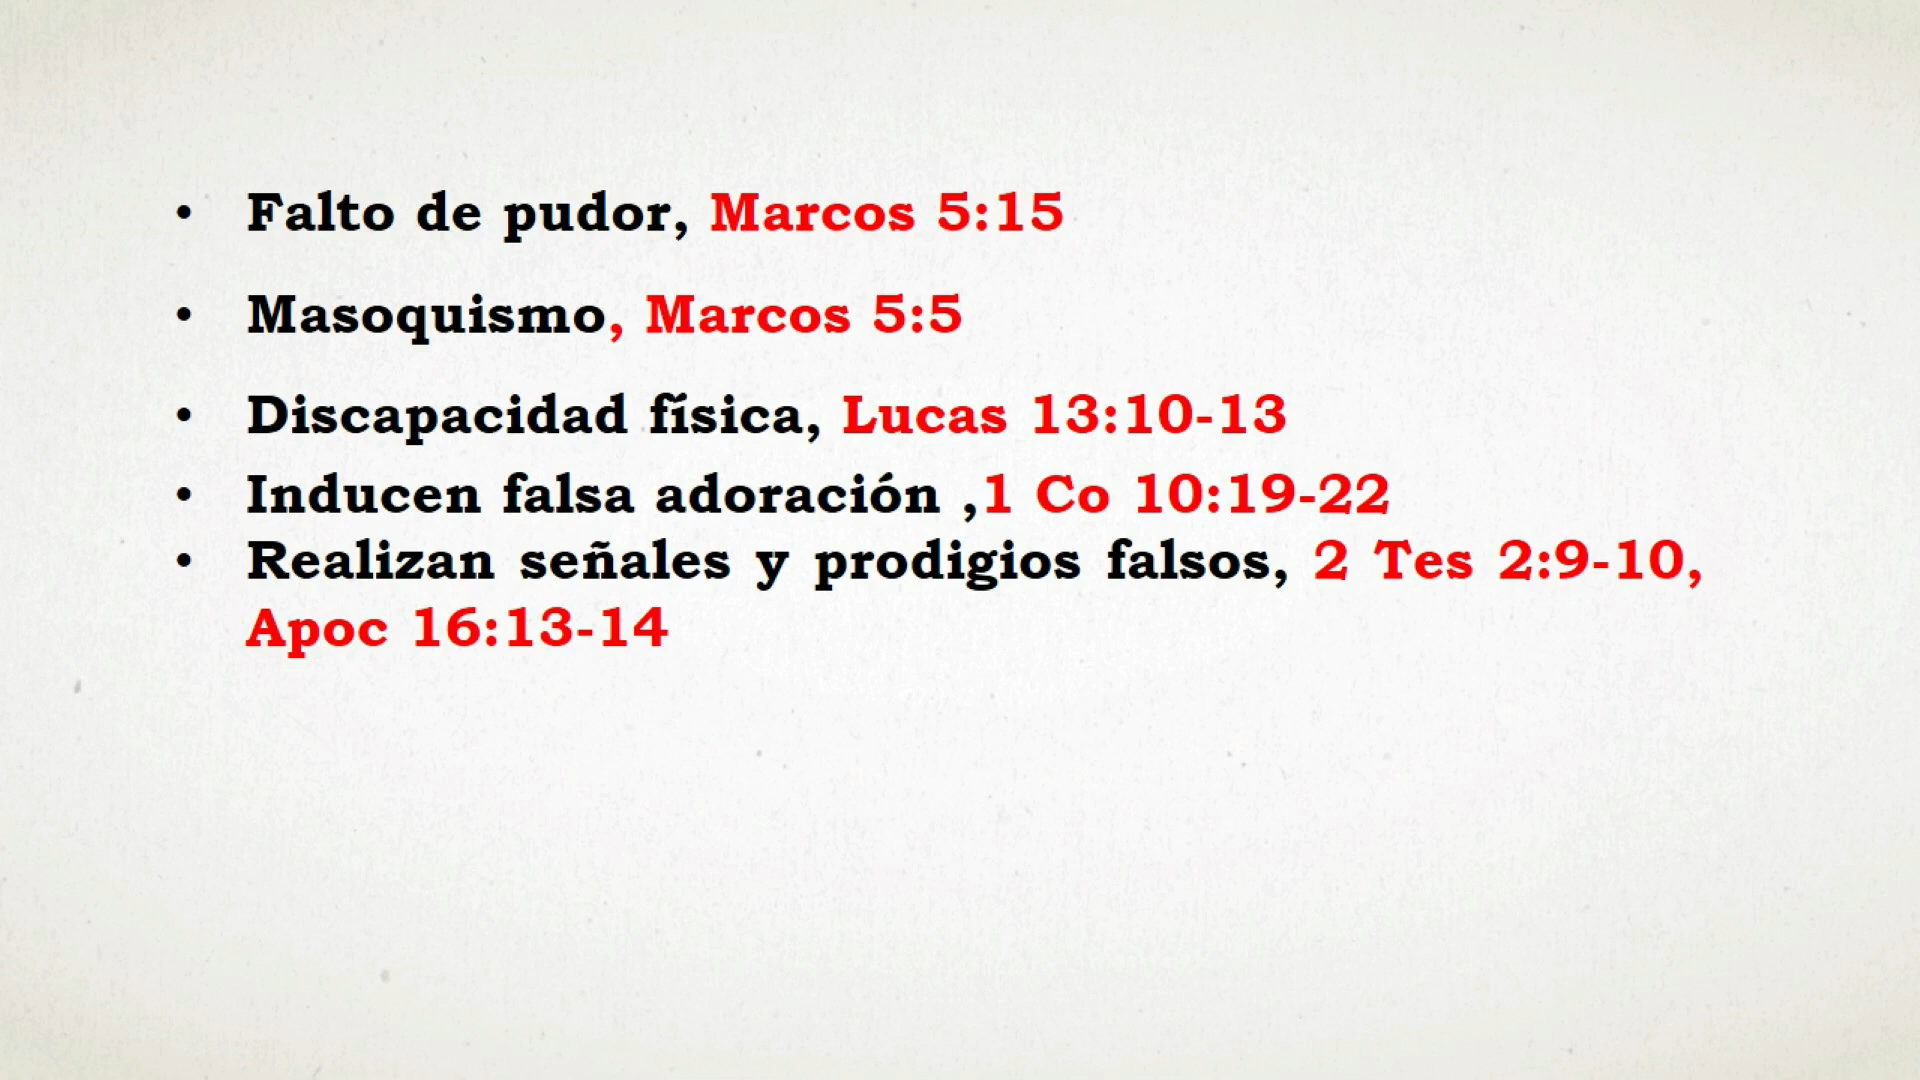 • Falto de pudor, Marcos 5:15
• Masoquismo, Marcos 5:5
• Discapacidad física, Lucas 13:10-13
• Inducen falsa adoración ,1 Co 10:19-22
• Realizan señales y prodigios falsos, 2 Tes 2:9-10,
Apoc 16:13-14